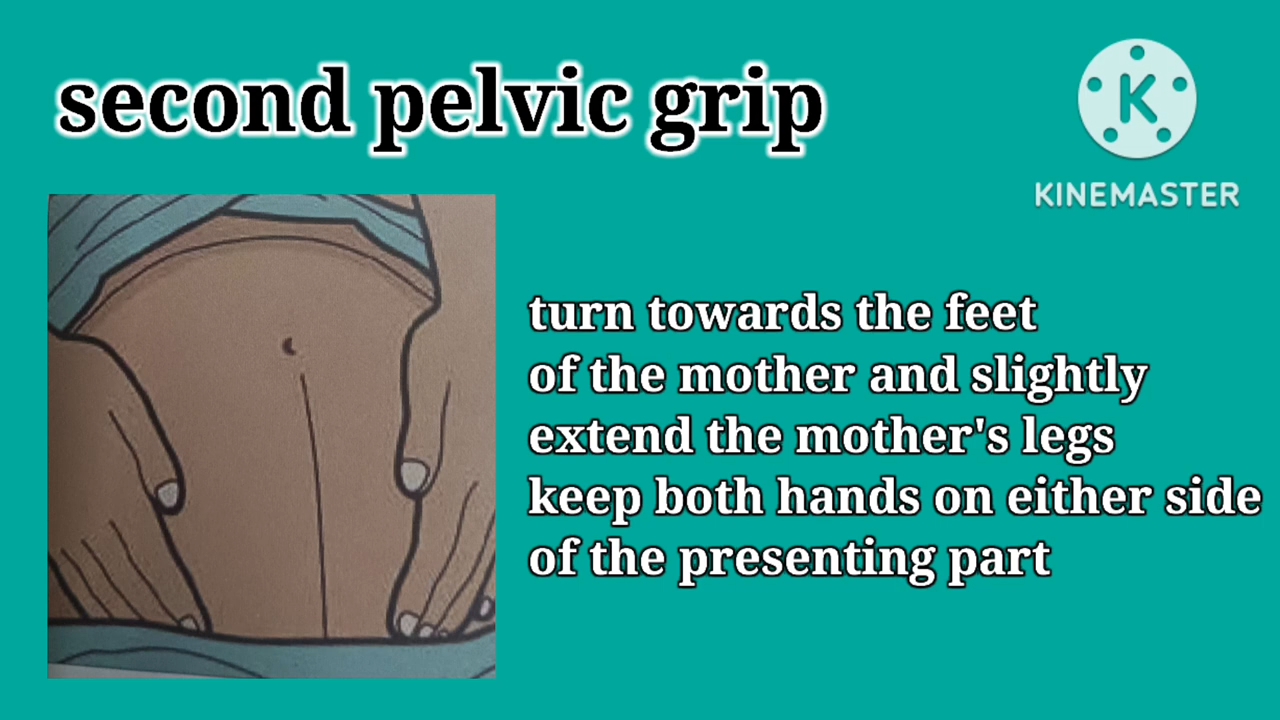 second pelvic grip
KINEMASTER
turn towards the feet
of the mother and slightly
extend the mother's legs
keep both hands on either side
of the presenting part